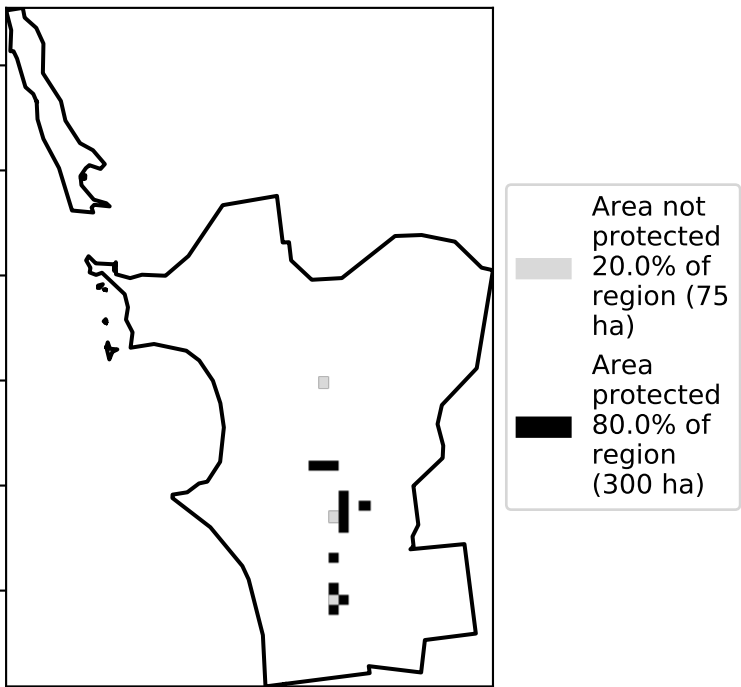 Area not
protected
20.0% of
region (75
ha)
Area
protected
80.0% of
region
(300 ha)